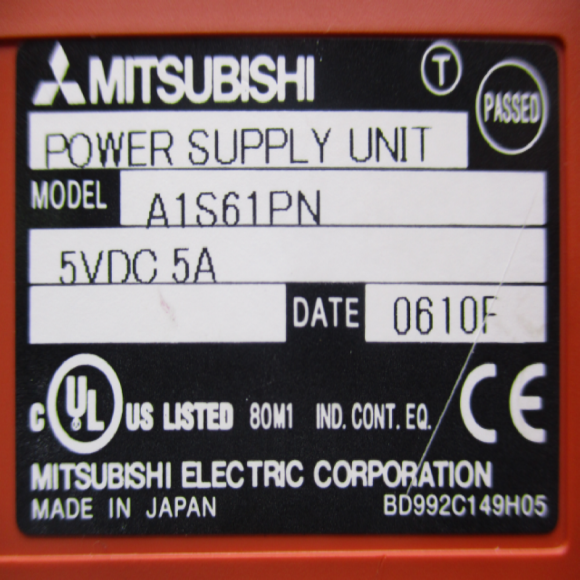 MITSUBISHI
T
PASSED
POWER SUPPLY UNIT
MODEL A1S61PN
5VDC 5A
DATE 0610F
C UL US LISTED 80M1 IND. CONT. EQ. CE
MITSUBISHI ELECTRIC CORPORATION
MADE IN JAPAN BD992C149H05